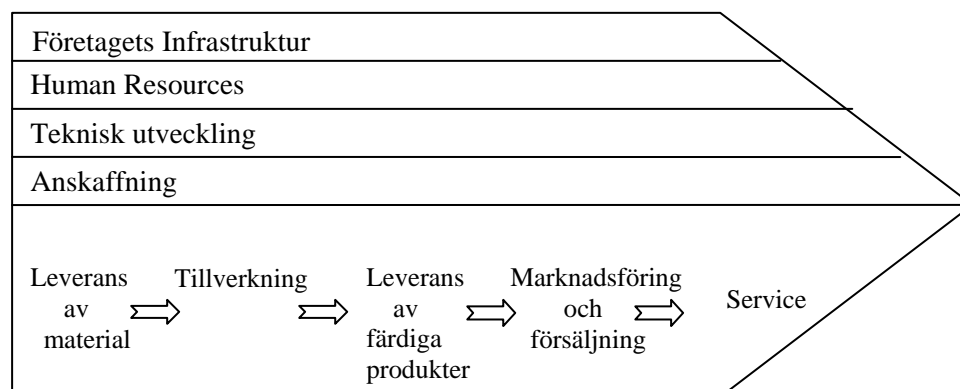 Företagets Infrastruktur
Human Resources
Teknisk utveckling
Anskaffning
Leverans
av
material
Tillverkning
Leverans
av
färdiga
produkter
Marknadsföring
och
försäljning
Service